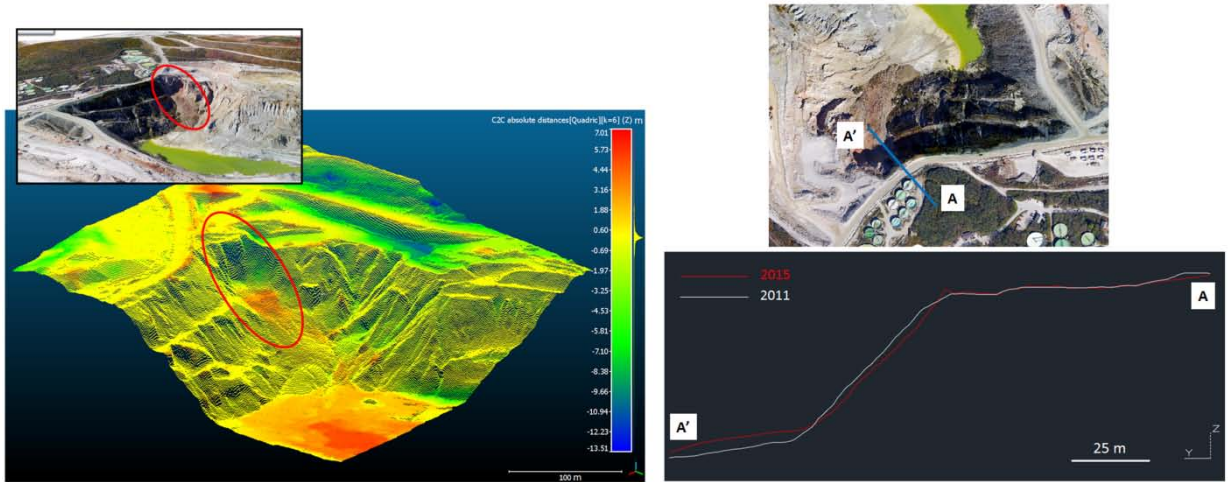 C2C absolute distances[Quadric][k=6] (Z) m
7.01
5.73
4.44
3.16
1.88
0.60
-0.69
-1.97
-3.25
-4.53
-5.81
-7.10
-8.38
-9.66
-10.94
-12.23
-13.51
100 m
A'
A
2015
2011
A
A'
25 m
Z
Y